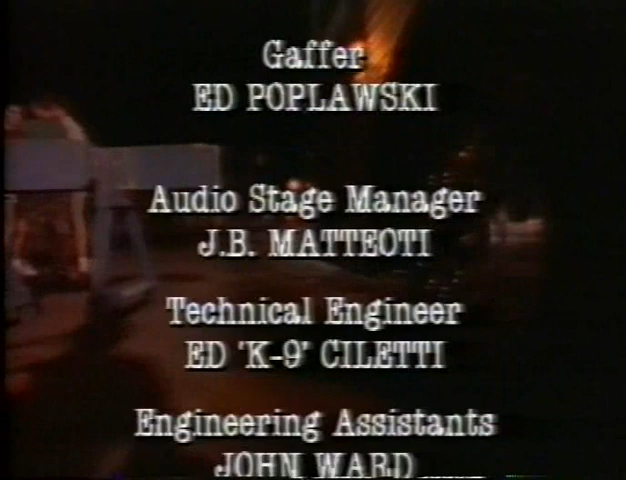 Gaffer
ED POPLAWSKI
Audio Stage Manager
J.B. MATTEOTI
Technical Engineer
ED 'K-9' CILETTI
Engineering Assistants
JOHN WARD